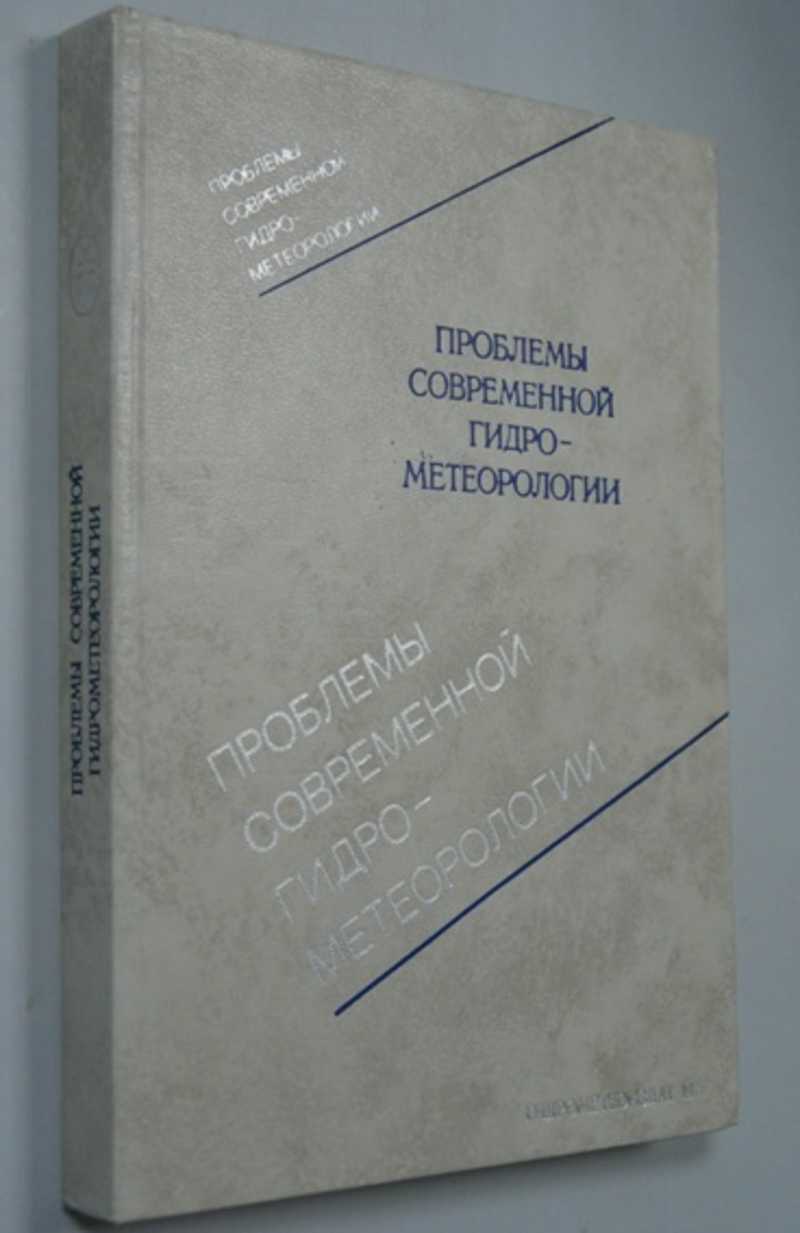 ПРОБЛЕМЫ
СОВРЕМЕННОЙ
ГИДРО-
МЕТЕОРОЛОГИИ
ПРОБЛЕМЫ
СОВРЕМЕННОЙ
ГИДРО-
МЕТЕОРОЛОГИИ
ПРОБЛЕМЫ
СОВРЕМЕННОЙ
ГИДРО-
МЕТЕОРОЛОГИИ
ПРОБЛЕМЫ СОВРЕМЕННОЙ
ГИДРОМЕТЕОРОЛОГИИ